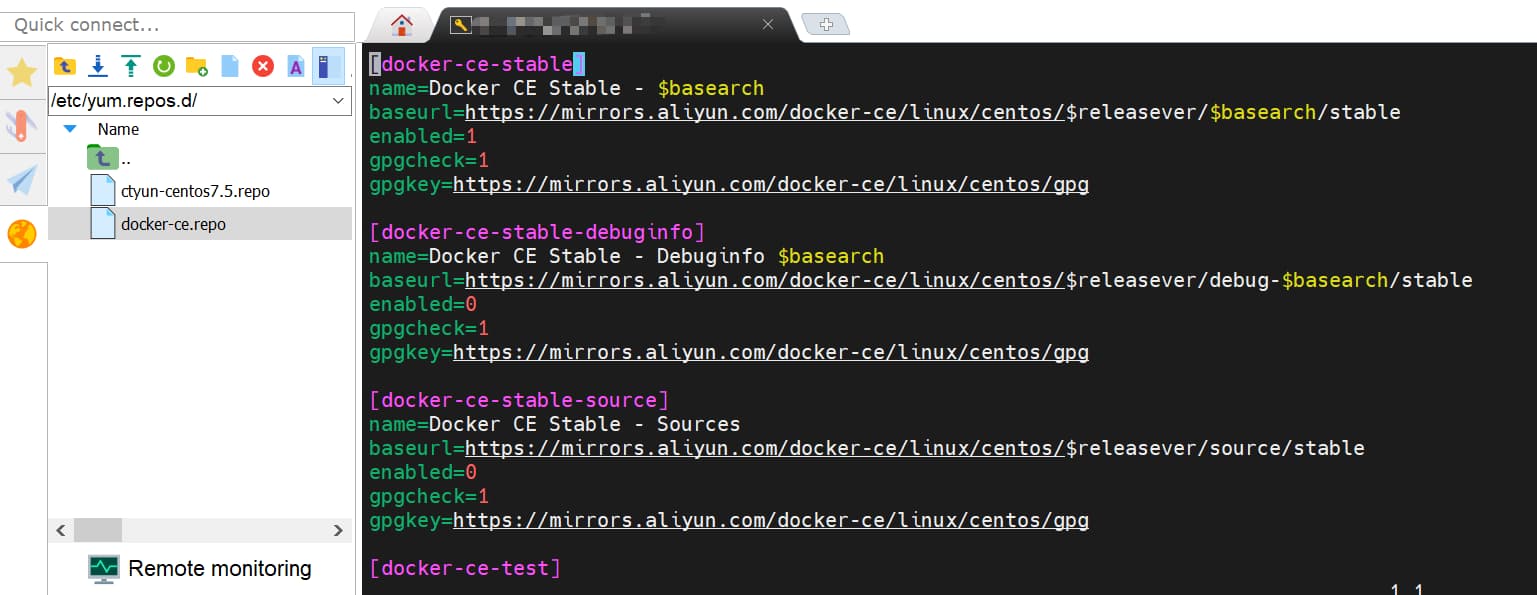 Quick connect...
/etc/yum.repos.d/
Name
..
ctyun-centos7.5.repo
docker-ce.repo
Remote monitoring
[docker-ce-stable]
name=Docker CE Stable - $basearch
baseurl=https://mirrors.aliyun.com/docker-ce/linux/centos/$releasever/$basearch/stable
enabled=1
gpgcheck=1
gpgkey=https://mirrors.aliyun.com/docker-ce/linux/centos/gpg
[docker-ce-stable-debuginfo]
name=Docker CE Stable - Debuginfo $basearch
baseurl=https://mirrors.aliyun.com/docker-ce/linux/centos/$releasever/debug-$basearch/stable
enabled=0
gpgcheck=1
gpgkey=https://mirrors.aliyun.com/docker-ce/linux/centos/gpg
[docker-ce-stable-source]
name=Docker CE Stable - Sources
baseurl=https://mirrors.aliyun.com/docker-ce/linux/centos/$releasever/source/stable
enabled=0
gpgcheck=1
gpgkey=https://mirrors.aliyun.com/docker-ce/linux/centos/gpg
[docker-ce-test]